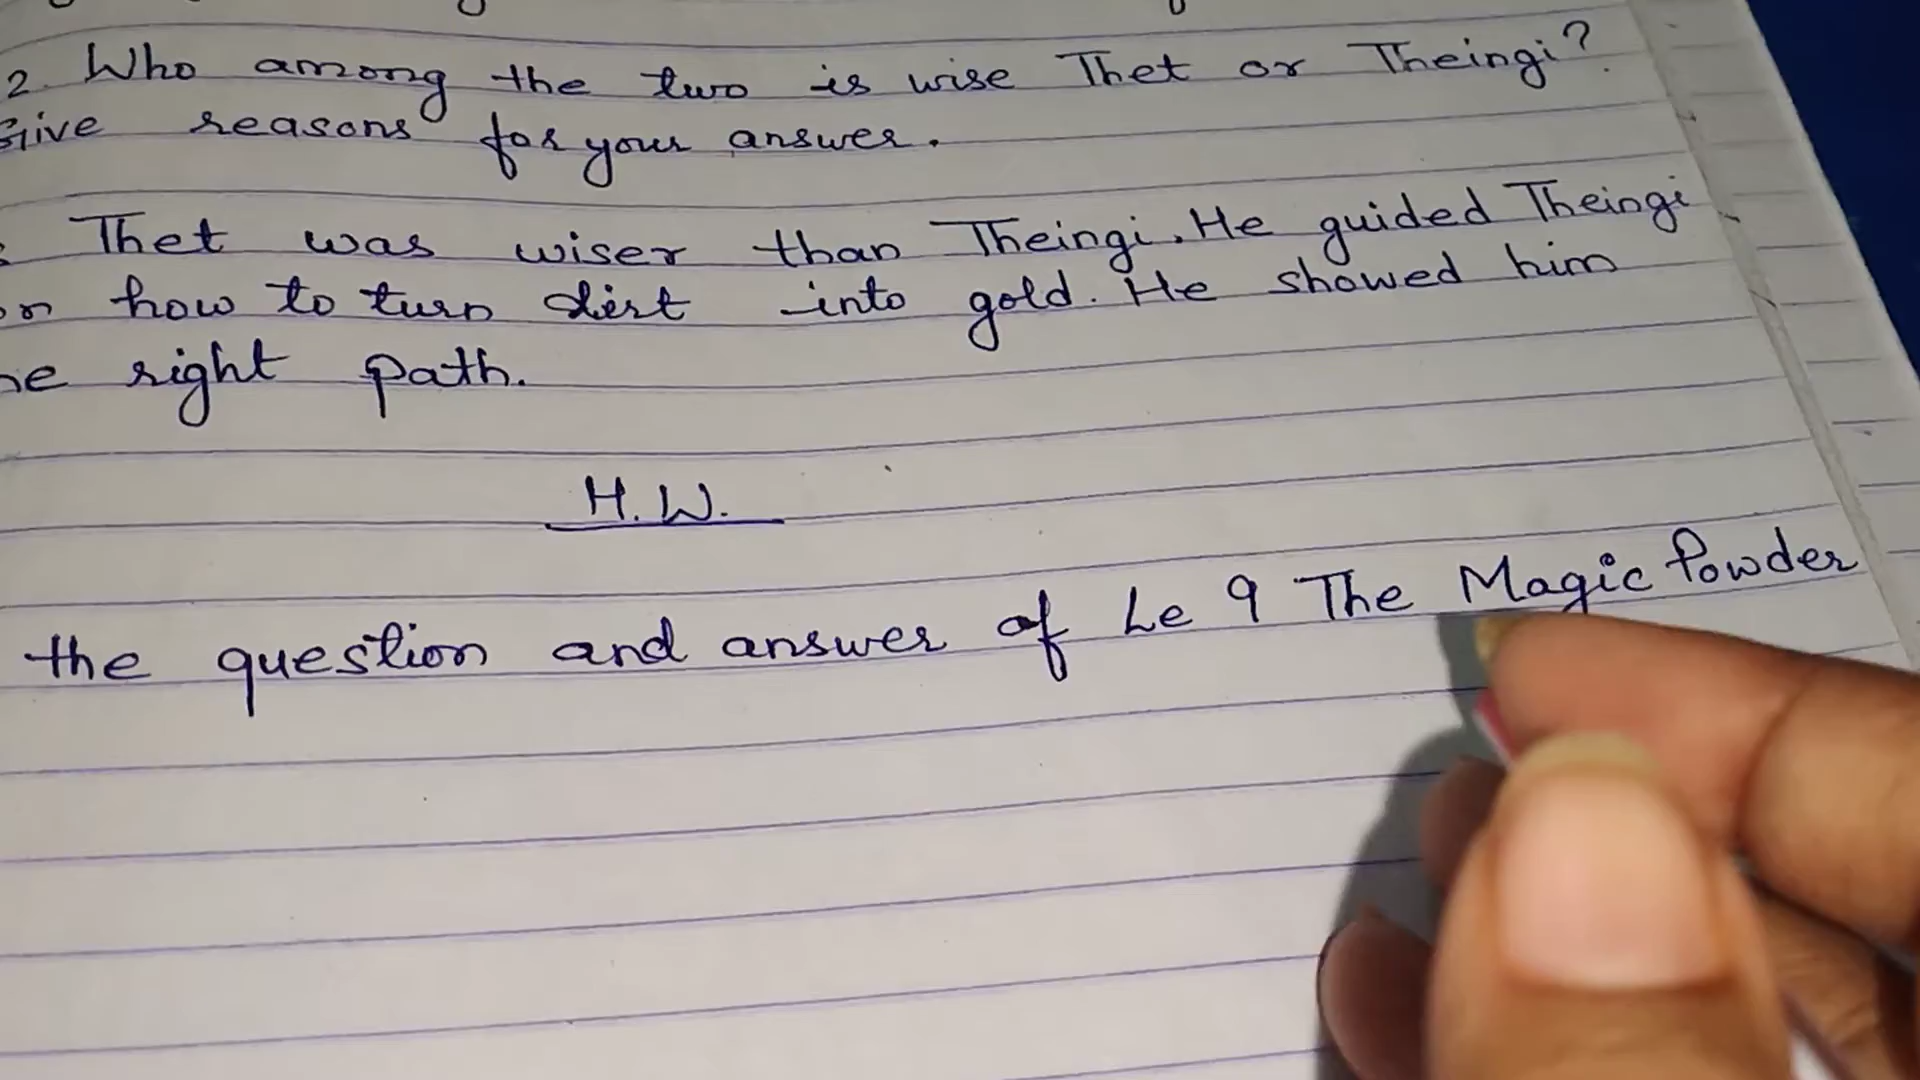 2. Who among the two is wise Thet or Theingi?
Give reasons for your answer.
Thet was wiser than Theingi. He guided Theingi
on how to turn dirt into gold. He showed him
he right path.
H.W.
the question and answer of Le 9 The Magic Powder